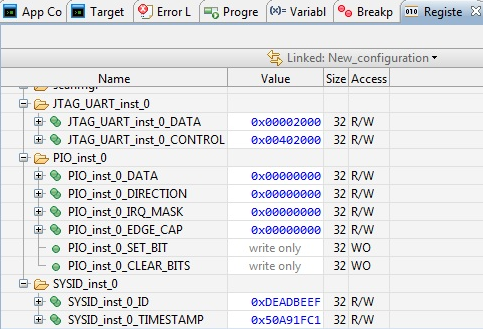 App Co Target Error L Progre Variabl Breakp Registe
Linked: New_configuration
Name Value Size Access
JTAG_UART_inst_0
JTAG_UART_inst_0_DATA 0x00002000 32 R/W
JTAG_UART_inst_0_CONTROL 0x00402000 32 R/W
PIO_inst_0
PIO_inst_0_DATA 0x00000000 32 R/W
PIO_inst_0_DIRECTION 0x00000000 32 R/W
PIO_inst_0_IRQ_MASK 0x00000000 32 R/W
PIO_inst_0_EDGE_CAP 0x00000000 32 R/W
PIO_inst_0_SET_BIT write only 32 WO
PIO_inst_0_CLEAR_BITS write only 32 WO
SYSID_inst_0
SYSID_inst_0_ID 0xDEADBEEF 32 R/W
SYSID_inst_0_TIMESTAMP 0x50A91FC1 32 R/W